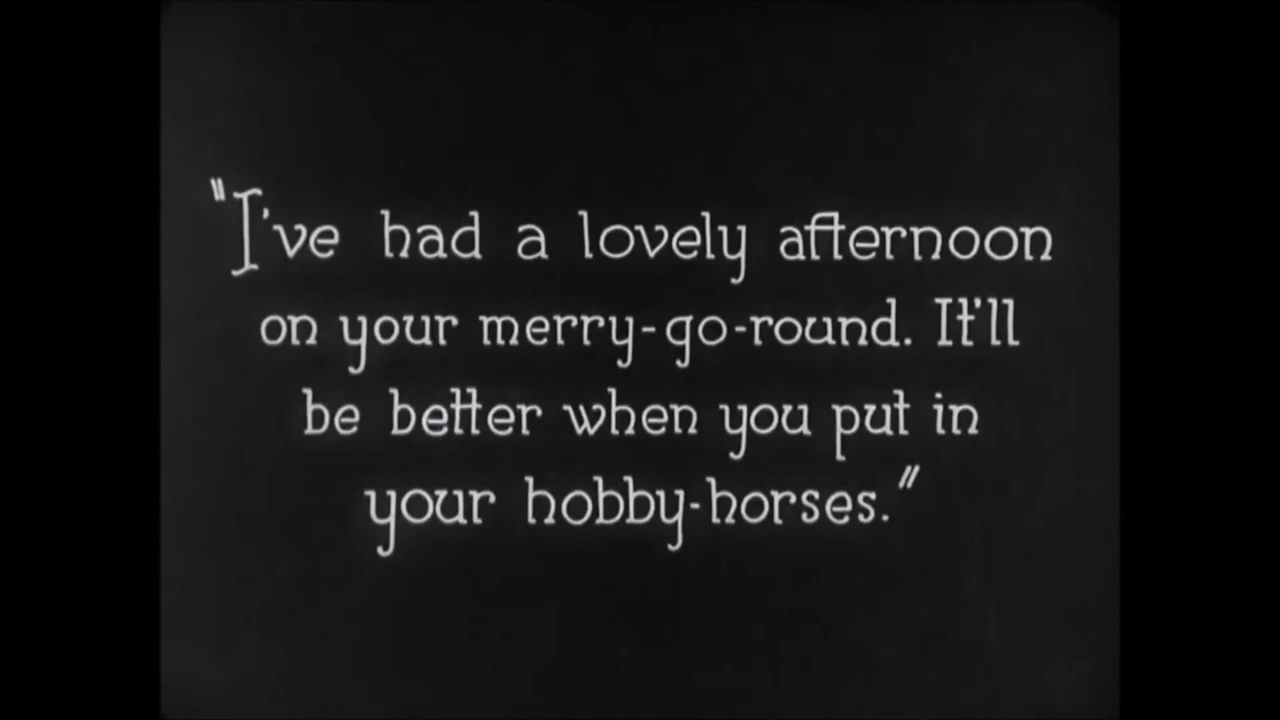 "I've had a lovely afternoon
on your merry-go-round. It'll
be better when you put in
your hobby-horses."